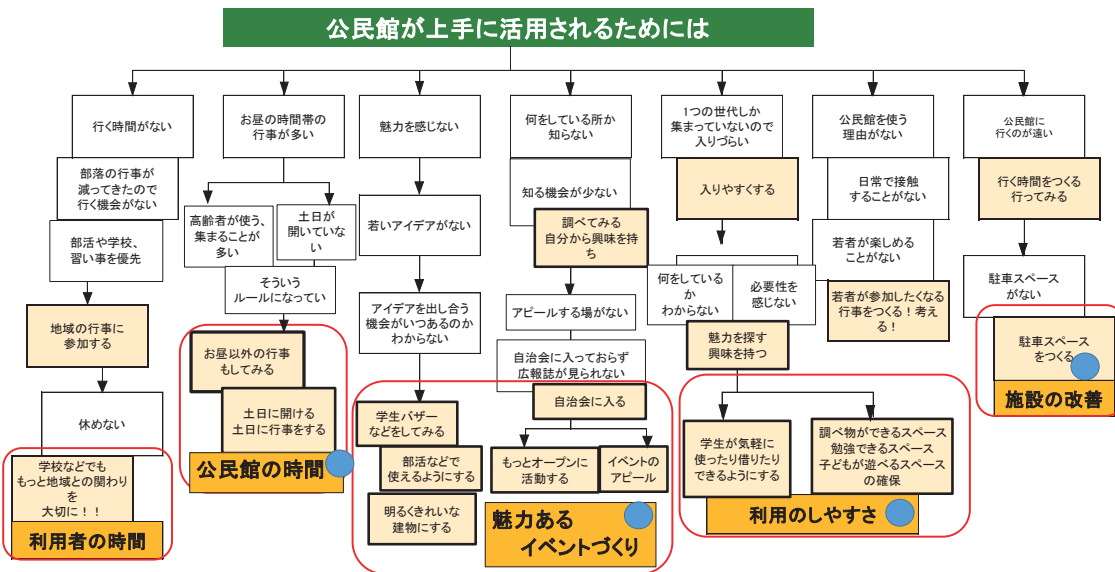 公民館が上手に活用されるためには
行く時間がない
部落の行事が
減ってきたので
行く機会がない
部活や学校、
習い事を優先
地域の行事に
参加する
休めない
学校などでも
もっと地域との関わり
を
大切に！！
利用者の時間
お昼の時間帯の
行事が多い
高齢者が使う、
集まることが
多い
土日が
開いていな
い
そういう
ルールになってい
お昼以外の行事
もしてみる
土日に開ける
土日に行事をする
公民館の時間
魅力を感じない
若いアイデアがない
アイデアを出し合う
機会がいつあるのか
わからない
学生バザー
などをしてみる
部活などで
使えるようにする
明るくきれいな
建物にする
何をしている所か
知らない
知る機会が少ない
調べてみる
自分から興味を持
ち
アピールする場がない
自治会に入っておらず
広報誌が見られない
自治会に入る
もっとオープンに
活動する
イベントの
アピール
魅力ある
イベントづくり
1つの世代しか
集まっていないので
入りづらい
入りやすくする
何をしている
か
わからない
必要性を
感じない
魅力を探す
興味を持つ
学生が気軽に
使ったり借りたり
できるようにする
調べ物ができるスペース
勉強できるスペース
子どもが遊べるスペース
の確保
利用のしやすさ
公民館を使う
理由がない
日常で接触
することがない
若者が楽しめる
ことがない
若者が参加したくなる
行事をつくる！考え
る！
公民館に
行くのが遠い
行く時間をつくる
行ってみる
駐車スペース
がない
駐車スペース
をつくる
施設の改善